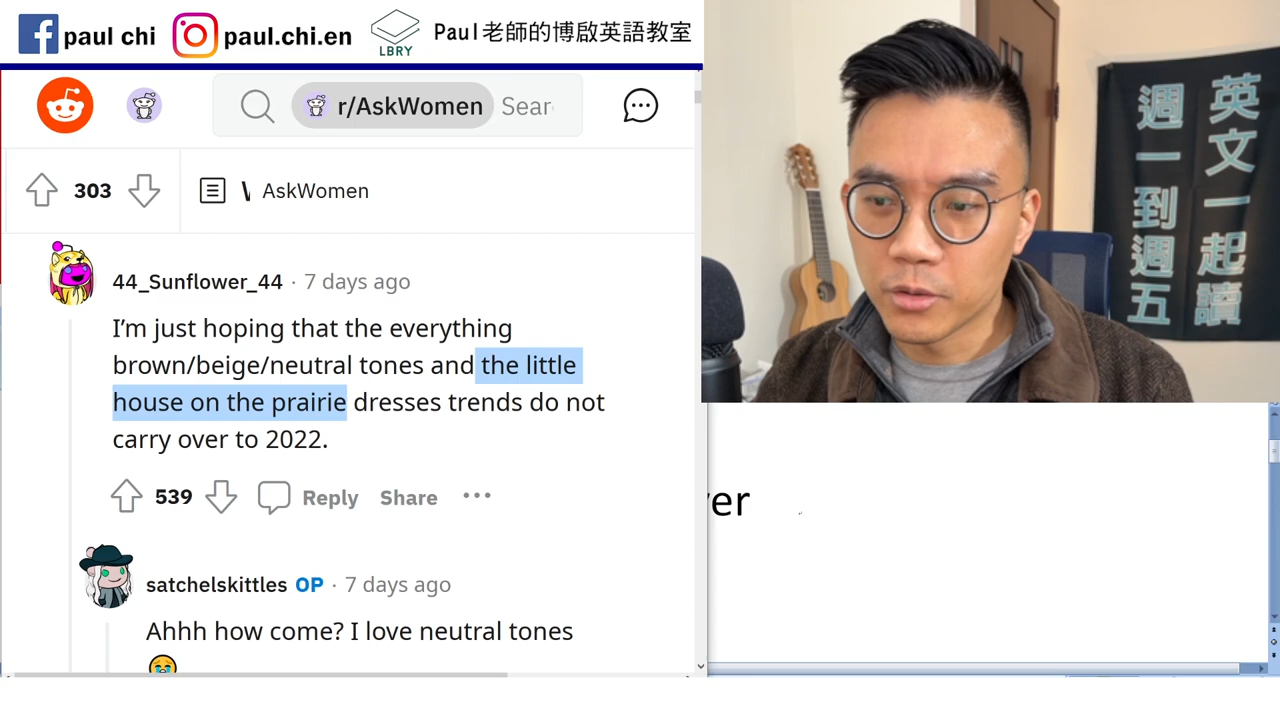 paul chi
paul.chi.en
LBRY
Paul老師的博啟英語教室
r/AskWomen
Sear
303
AskWomen
44_Sunflower_44 · 7 days ago
I'm just hoping that the everything
brown/beige/neutral tones and the little
house on the prairie dresses trends do not
carry over to 2022.
539
Reply
Share
satchelskittles OP · 7 days ago
Ahhh how come? I love neutral tones
英文一起讀
週一到週五
ver